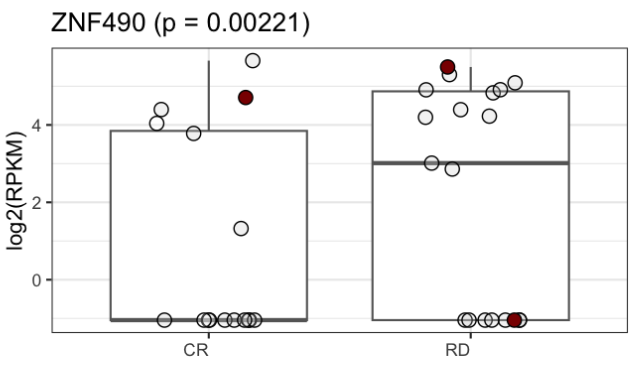 ZNF490 (p = 0.00221)
log2(RPKM)
4
2
0
CR
RD